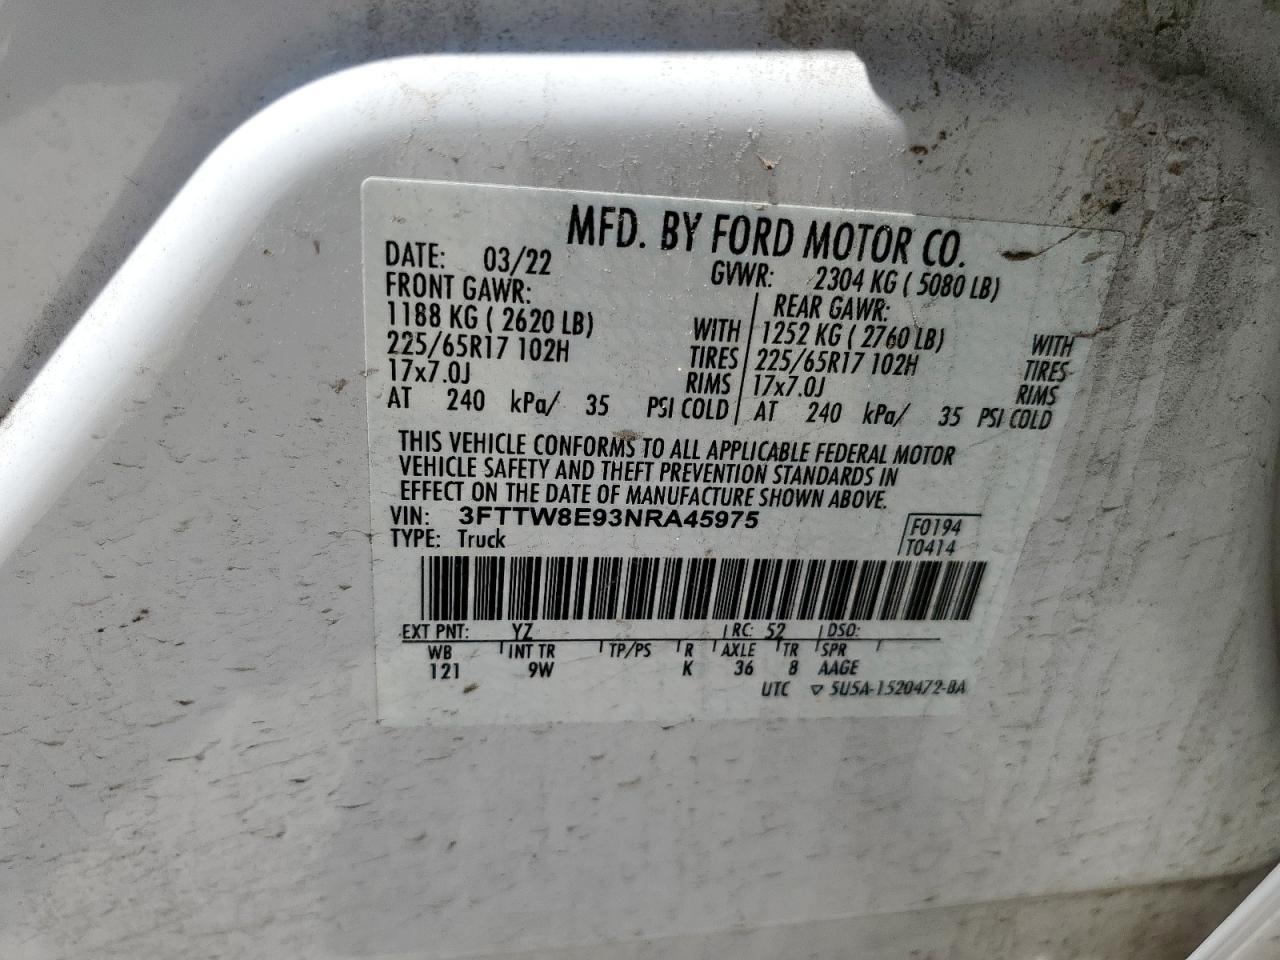 MFD. BY FORD MOTOR CO.
DATE: 03/22 GVWR: 2304 KG ( 5080 LB)
FRONT GAWR: REAR GAWR:
1188 KG ( 2620 LB) WITH 1252 KG ( 2760 LB) WITH
225/65R17 102H TIRES 225/65R17 102H TIRES
17x7.0J RIMS 17x7.0J RIMS
AT 240 kPa/ 35 PSI COLD AT 240 kPa/ 35 PSI COLD
THIS VEHICLE CONFORMS TO ALL APPLICABLE FEDERAL MOTOR
VEHICLE SAFETY AND THEFT PREVENTION STANDARDS IN
EFFECT ON THE DATE OF MANUFACTURE SHOWN ABOVE.
VIN: 3FTTW8E93NRA45975 F0194
TYPE: Truck T0414
EXT PNT: YZ RC: 52 DSO:
WB INT TR TP/PS R AXLE TR SPR
121 9W K 36 8 AAGE
UTC ▽ 5U5A-1520472-BA